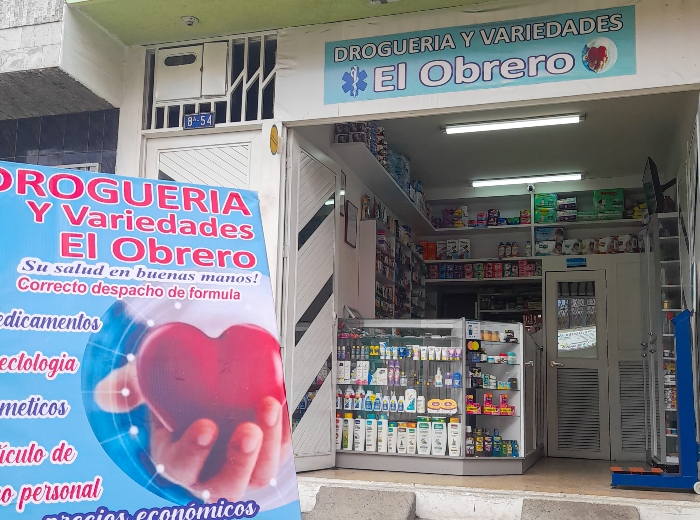 DROGUERIA Y VARIEDADES
El Obrero
8A-54
DROGUERIA
Y Variedades
El Obrero
Su salud en buenas manos!
Correcto despacho de formula
edicamentos
ectologia
meticos
ículo de
o personal
precios económicos